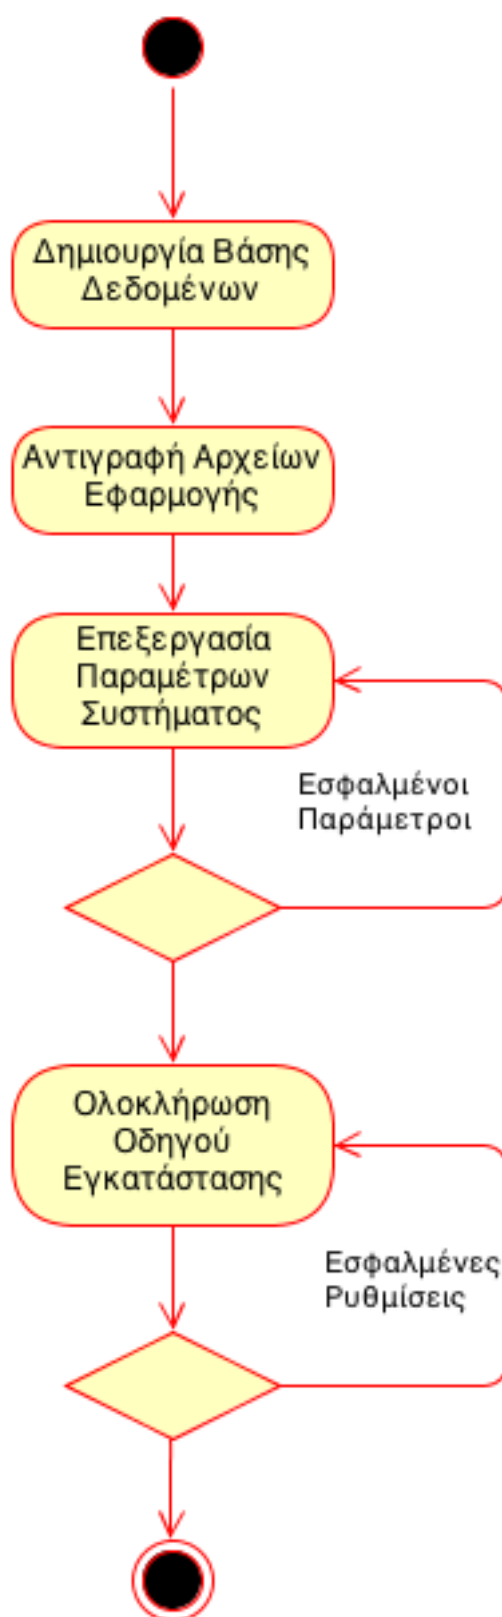 Δημιουργία Βάσης
Δεδομένων
Αντιγραφή Αρχείων
Εφαρμογής
Επεξεργασία
Παραμέτρων
Συστήματος
Εσφαλμένοι
Παράμετροι
Ολοκλήρωση
Οδηγού
Εγκατάστασης
Εσφαλμένες
Ρυθμίσεις